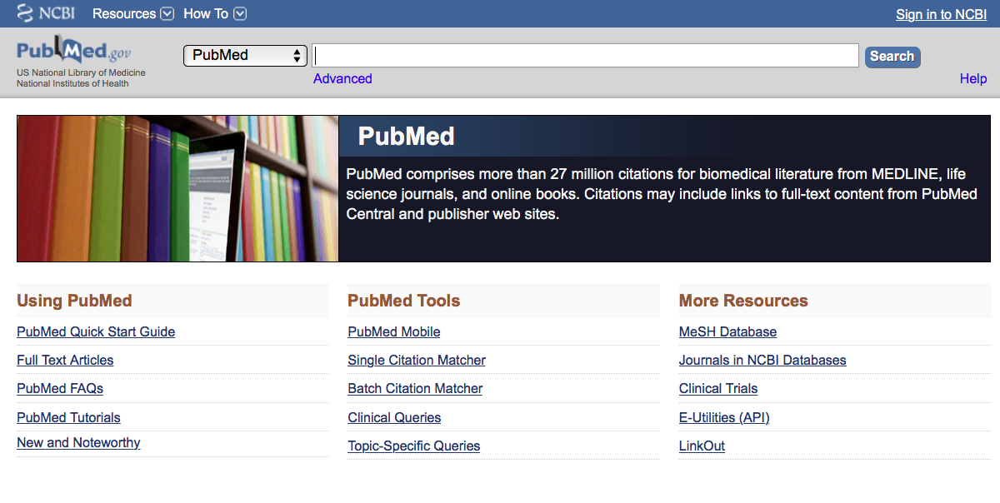 NCBI Resources How To Sign in to NCBI
PubMed.gov
US National Library of Medicine
National Institutes of Health
PubMed
Search
Advanced
Help
PubMed
PubMed comprises more than 27 million citations for biomedical literature from MEDLINE, life
science journals, and online books. Citations may include links to full-text content from PubMed
Central and publisher web sites.
Using PubMed
PubMed Quick Start Guide
Full Text Articles
PubMed FAQs
PubMed Tutorials
New and Noteworthy
PubMed Tools
PubMed Mobile
Single Citation Matcher
Batch Citation Matcher
Clinical Queries
Topic-Specific Queries
More Resources
MeSH Database
Journals in NCBI Databases
Clinical Trials
E-Utilities (API)
LinkOut